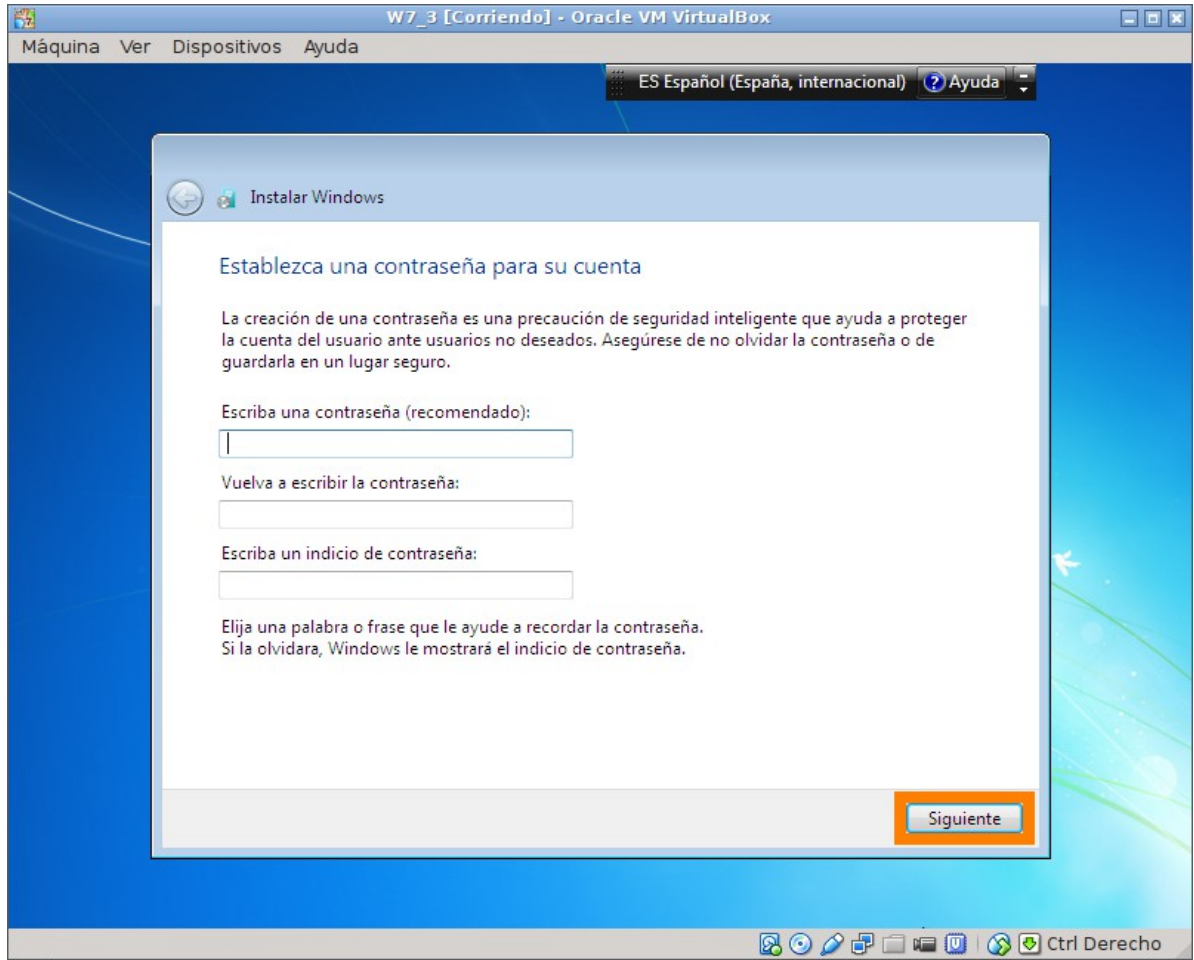 W7_3 [Corriendo] - Oracle VM VirtualBox
Máquina Ver Dispositivos Ayuda
ES Español (España, internacional) ? Ayuda
Instalar Windows
Establezca una contraseña para su cuenta
La creación de una contraseña es una precaución de seguridad inteligente que ayuda a proteger
la cuenta del usuario ante usuarios no deseados. Asegúrese de no olvidar la contraseña o de
guardarla en un lugar seguro.
Escriba una contraseña (recomendado):
Vuelva a escribir la contraseña:
Escriba un indicio de contraseña:
Elija una palabra o frase que le ayude a recordar la contraseña.
Si la olvidara, Windows le mostrará el indicio de contraseña.
Siguiente
Ctrl Derecho